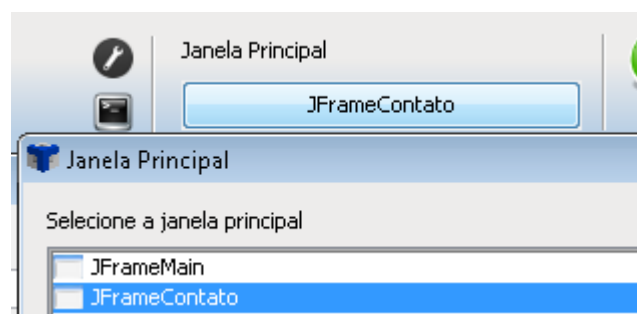 Janela Principal
JFrameContato
Janela Principal
Selecione a janela principal
JFrameMain
JFrameContato